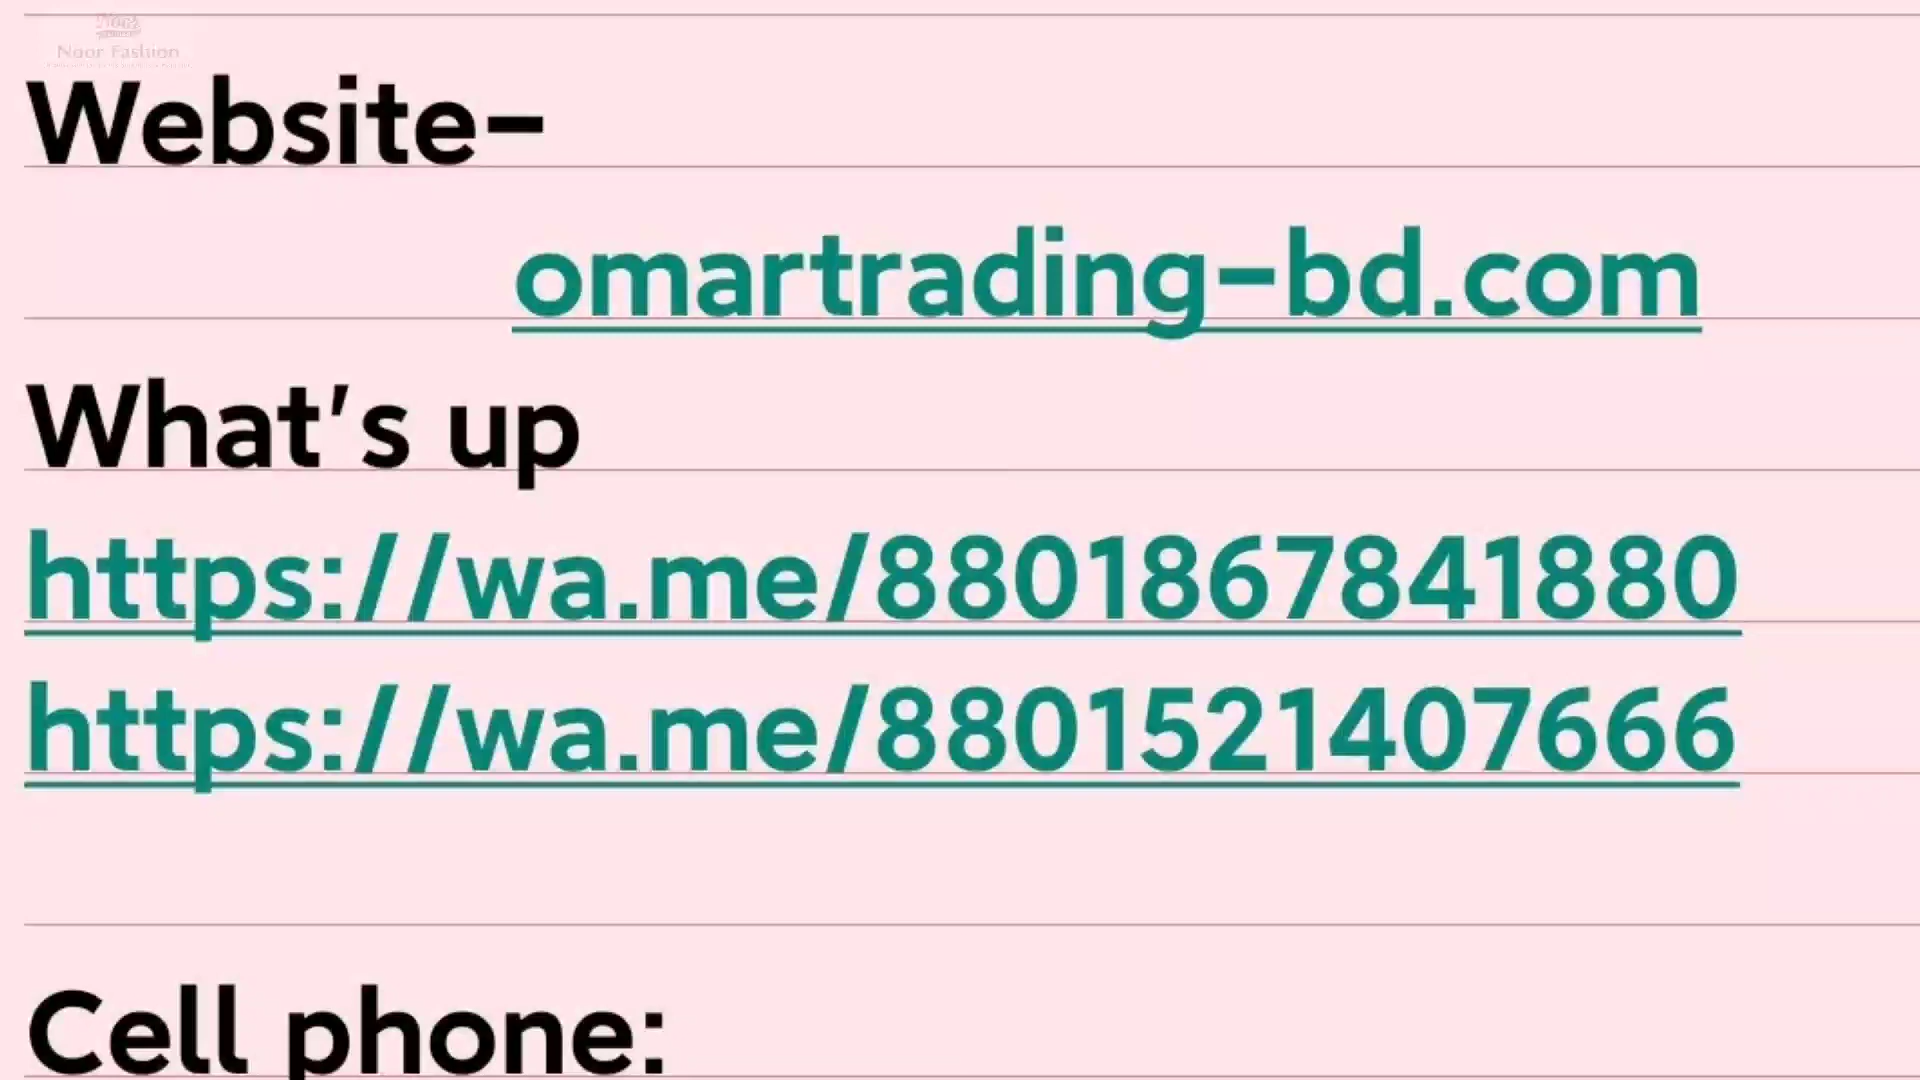 Noor Fashion
Website-
omartrading-bd.com
What's up
https://wa.me/8801867841880
https://wa.me/8801521407666
Cell phone: